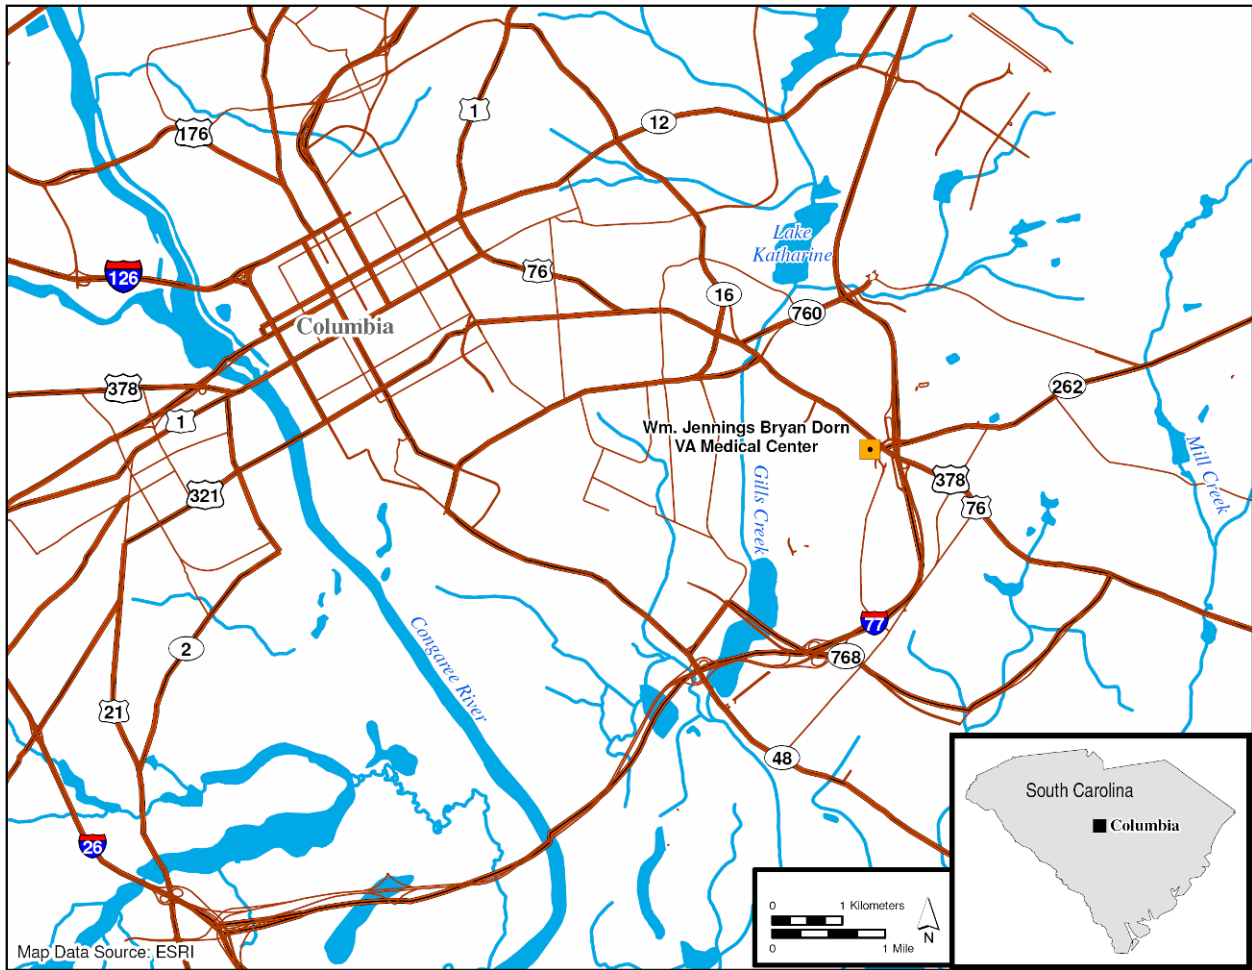 1
12
176
Lake
Katharine
76
126
16
760
Columbia
378
262
1
Wm. Jennings Bryan Dorn
VA Medical Center
Mill Creek
Gills Creek
378
321
76
Congaree River
77
2
768
21
48
26
South Carolina
Columbia
0 1 Kilometers
0 1 Mile
N
Map Data Source: ESRI